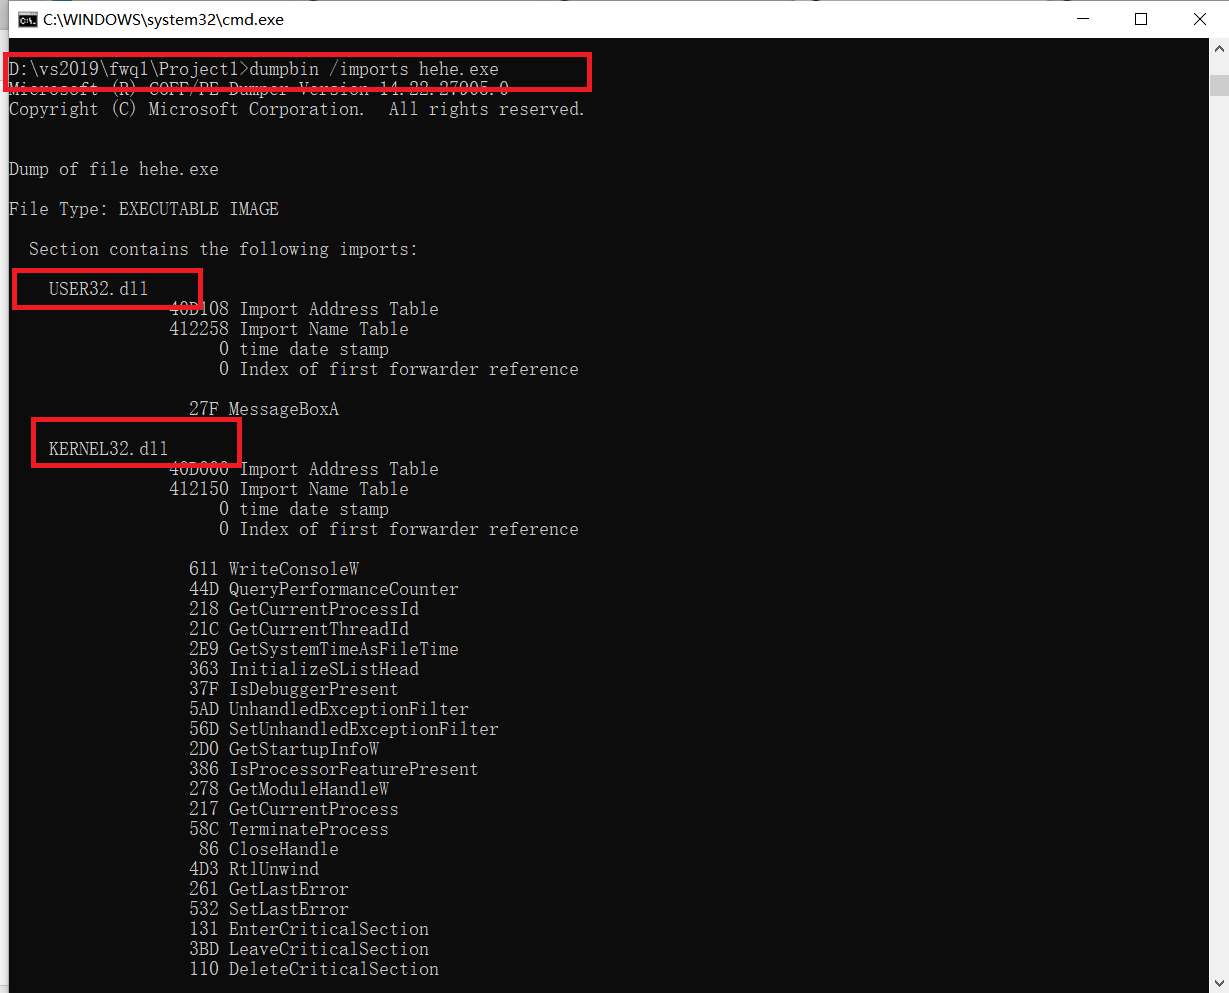 C:\WINDOWS\system32\cmd.exe
D:\vs2019\fwql\Project1>dumpbin /imports hehe.exe
Microsoft (R) COFF/PE Dumper Version 14.22.27905.0
Copyright (C) Microsoft Corporation.  All rights reserved.
Dump of file hehe.exe
File Type: EXECUTABLE IMAGE
Section contains the following imports:
USER32.dll
40D108 Import Address Table
412258 Import Name Table
0 time date stamp
0 Index of first forwarder reference
27F MessageBoxA
KERNEL32.dll
40D000 Import Address Table
412150 Import Name Table
0 time date stamp
0 Index of first forwarder reference
611 WriteConsoleW
44D QueryPerformanceCounter
218 GetCurrentProcessId
21C GetCurrentThreadId
2E9 GetSystemTimeAsFileTime
363 InitializeSListHead
37F IsDebuggerPresent
5AD UnhandledExceptionFilter
56D SetUnhandledExceptionFilter
2D0 GetStartupInfoW
386 IsProcessorFeaturePresent
278 GetModuleHandleW
217 GetCurrentProcess
58C TerminateProcess
86 CloseHandle
4D3 RtlUnwind
261 GetLastError
532 SetLastError
131 EnterCriticalSection
3BD LeaveCriticalSection
110 DeleteCriticalSection